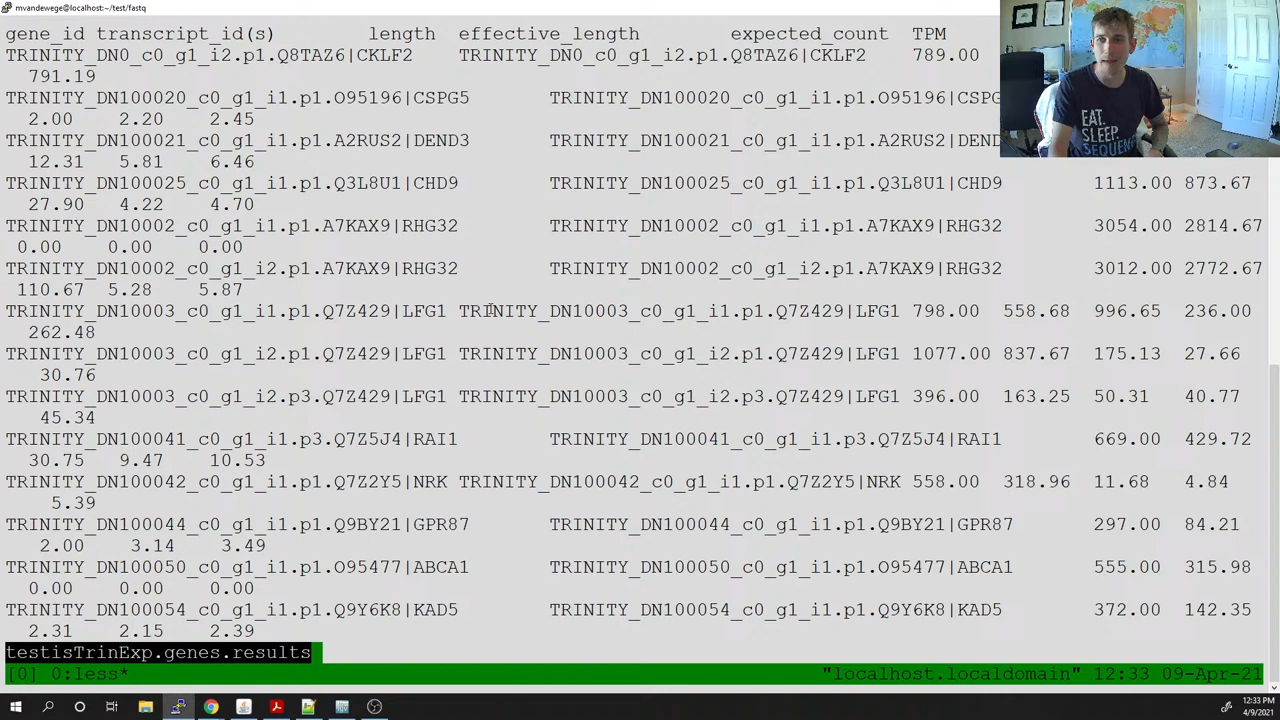 mvandewege@localhost:~/test/fastq
gene_id transcript_id(s) length effective_length expected_count TPM
TRINITY_DN0_c0_g1_i2.p1.Q8TAZ6|CKLF2 TRINITY_DN0_c0_g1_i2.p1.Q8TAZ6|CKLF2 789.00
791.19
TRINITY_DN100020_c0_g1_i1.p1.O95196|CSPG5 TRINITY_DN100020_c0_g1_i1.p1.O95196|CSPG
2.00 2.20 2.45
TRINITY_DN100021_c0_g1_i1.p1.A2RUS2|DEND3 TRINITY_DN100021_c0_g1_i1.p1.A2RUS2|DEN
12.31 5.81 6.46
TRINITY_DN100025_c0_g1_i1.p1.Q3L8U1|CHD9 TRINITY_DN100025_c0_g1_i1.p1.Q3L8U1|CHD9 1113.00 873.67
27.90 4.22 4.70
TRINITY_DN10002_c0_g1_i1.p1.A7KAX9|RHG32 TRINITY_DN10002_c0_g1_i1.p1.A7KAX9|RHG32 3054.00 2814.67
0.00 0.00 0.00
TRINITY_DN10002_c0_g1_i2.p1.A7KAX9|RHG32 TRINITY_DN10002_c0_g1_i2.p1.A7KAX9|RHG32 3012.00 2772.67
110.67 5.28 5.87
TRINITY_DN10003_c0_g1_i1.p1.Q7Z429|LFG1 TRINITY_DN10003_c0_g1_i1.p1.Q7Z429|LFG1 798.00 558.68 996.65 236.00
262.48
TRINITY_DN10003_c0_g1_i2.p1.Q7Z429|LFG1 TRINITY_DN10003_c0_g1_i2.p1.Q7Z429|LFG1 1077.00 837.67 175.13 27.66
30.76
TRINITY_DN10003_c0_g1_i2.p3.Q7Z429|LFG1 TRINITY_DN10003_c0_g1_i2.p3.Q7Z429|LFG1 396.00 163.25 50.31 40.77
45.34
TRINITY_DN100041_c0_g1_i1.p3.Q7Z5J4|RAI1 TRINITY_DN100041_c0_g1_i1.p3.Q7Z5J4|RAI1 669.00 429.72
30.75 9.47 10.53
TRINITY_DN100042_c0_g1_i1.p1.Q7Z2Y5|NRK TRINITY_DN100042_c0_g1_i1.p1.Q7Z2Y5|NRK 558.00 318.96 11.68 4.84
5.39
TRINITY_DN100044_c0_g1_i1.p1.Q9BY21|GPR87 TRINITY_DN100044_c0_g1_i1.p1.Q9BY21|GPR87 297.00 84.21
2.00 3.14 3.49
TRINITY_DN100050_c0_g1_i1.p1.O95477|ABCA1 TRINITY_DN100050_c0_g1_i1.p1.O95477|ABCA1 555.00 315.98
0.00 0.00 0.00
TRINITY_DN100054_c0_g1_i1.p1.Q9Y6K8|KAD5 TRINITY_DN100054_c0_g1_i1.p1.Q9Y6K8|KAD5 372.00 142.35
2.31 2.15 2.39
testisTrinExp.genes.results
[0] 0:less* "localhost.localdomain" 12:33 09-Apr-21
EAT.
SLEEP.
SEQUENC
12:33 PM
4/9/2021